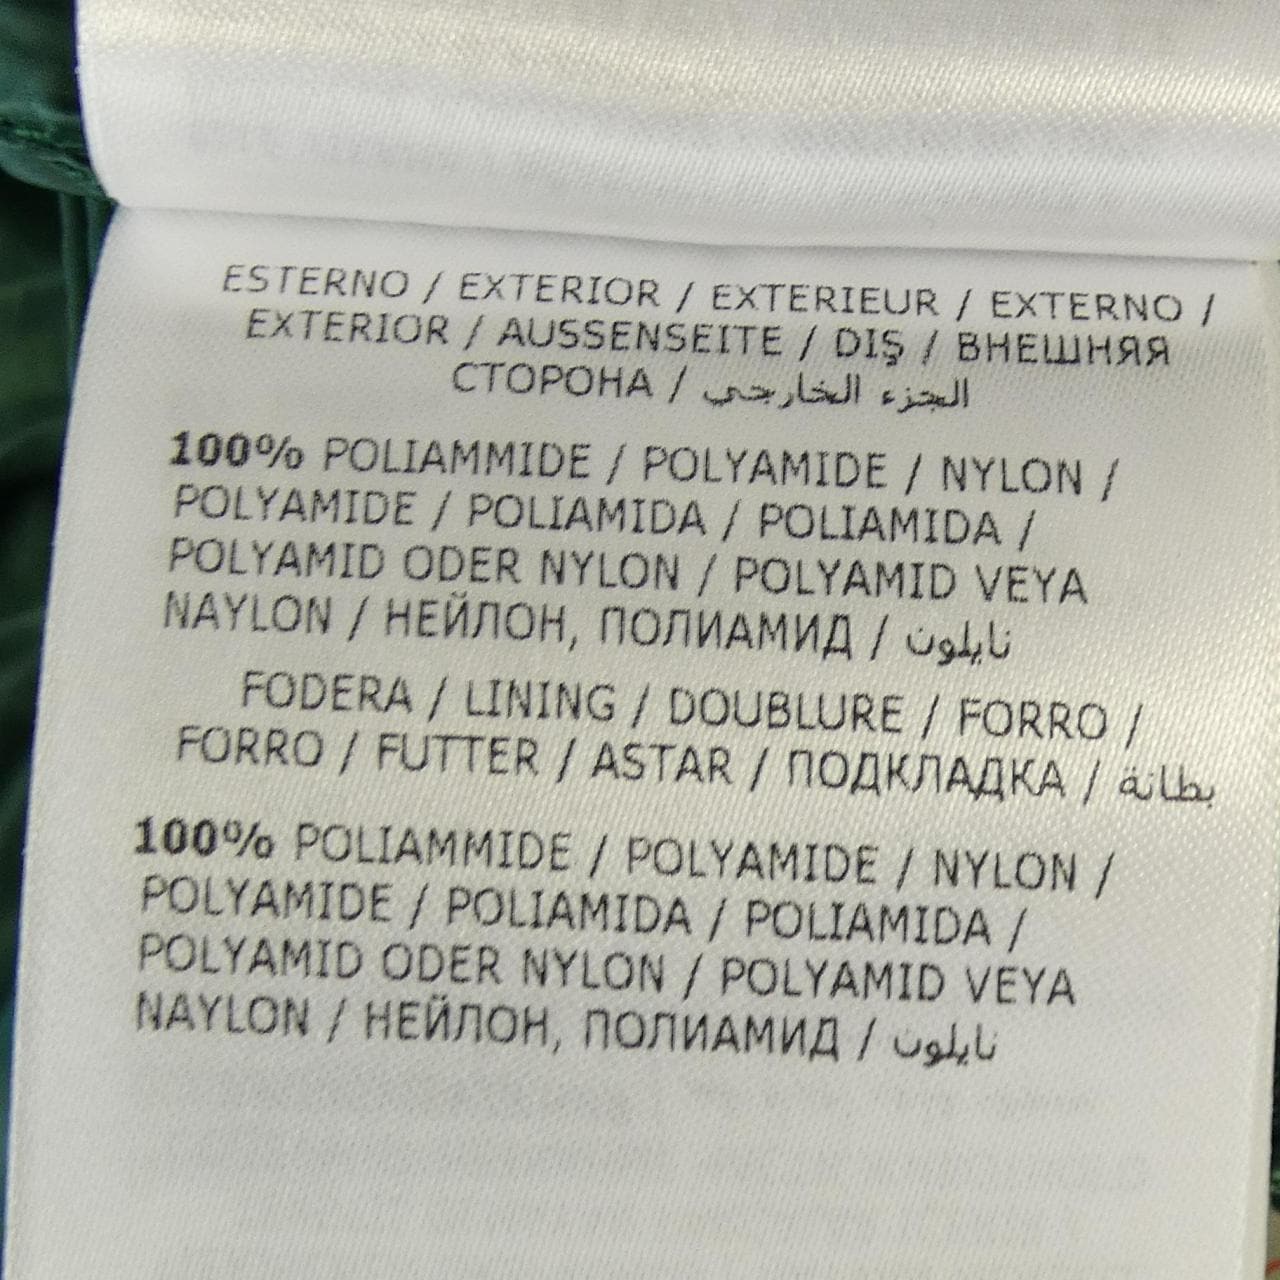 ESTERNO / EXTERIOR / EXTERIEUR / EXTERNO /
EXTERIOR / AUSSENSEITE / DIŞ / ВНЕШНЯЯ
СТОРОНА / الجزء الخارجي
100% POLIAMMIDE / POLYAMIDE / NYLON /
POLYAMIDE / POLIAMIDA / POLIAMIDA /
POLYAMID ODER NYLON / POLYAMID VEYA
NAYLON / НЕЙЛОН, ПОЛИАМИД / نايلون
FODERA / LINING / DOUBLURE / FORRO /
FORRO / FUTTER / ASTAR / ПОДКЛАДКА / بطانة
100% POLIAMMIDE / POLYAMIDE / NYLON /
POLYAMIDE / POLIAMIDA / POLIAMIDA /
POLYAMID ODER NYLON / POLYAMID VEYA
NAYLON / НЕЙЛОН, ПОЛИАМИД / نايلون